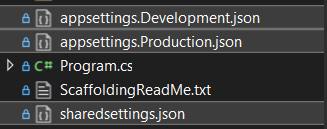 appsettings.Development.json
appsettings.Production.json
C# Program.cs
ScaffoldingReadMe.txt
sharedsettings.json